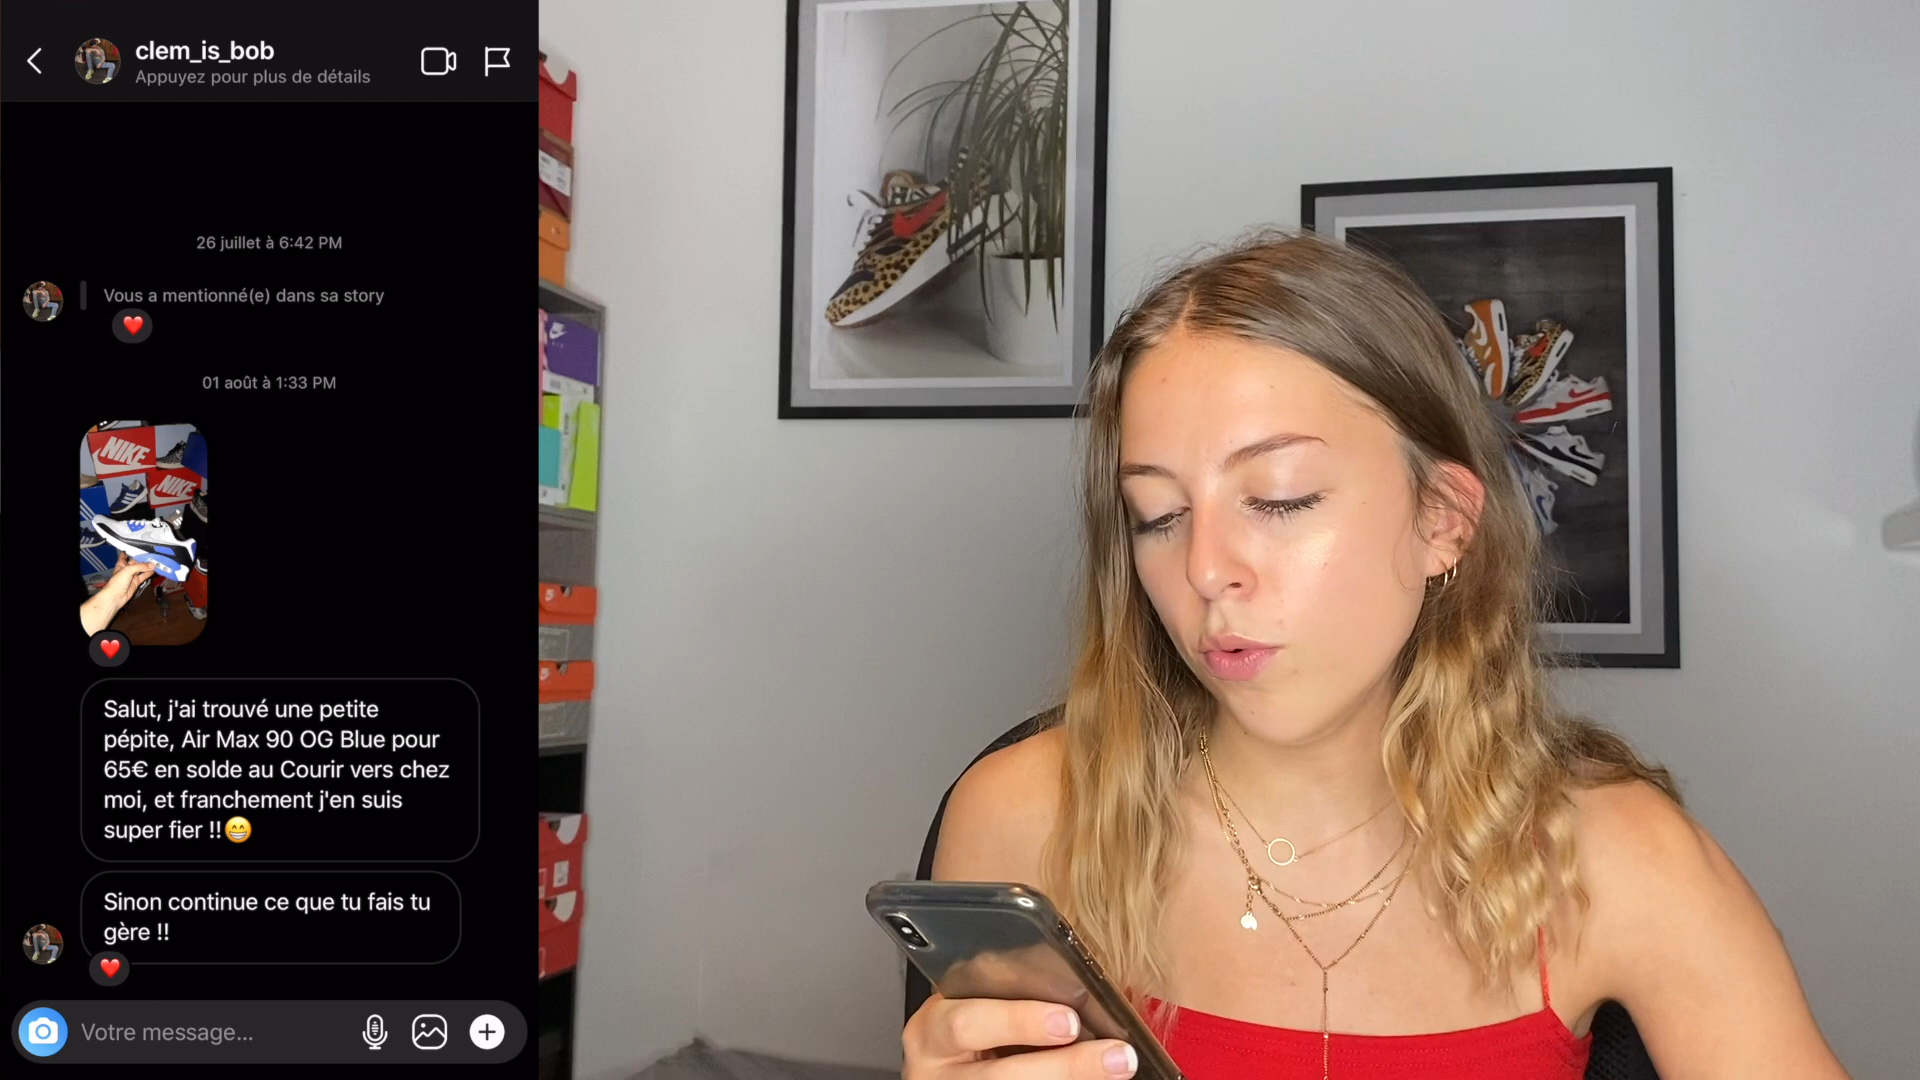 clem_is_bob
Appuyez pour plus de détails
26 juillet à 6:42 PM
Vous a mentionné(e) dans sa story
01 août à 1:33 PM
NIKE
NIKE
Salut, j'ai trouvé une petite
pépite, Air Max 90 OG Blue pour
65€ en solde au Courir vers chez
moi, et franchement j'en suis
super fier !!😁
Sinon continue ce que tu fais tu
gère !!
Votre message...